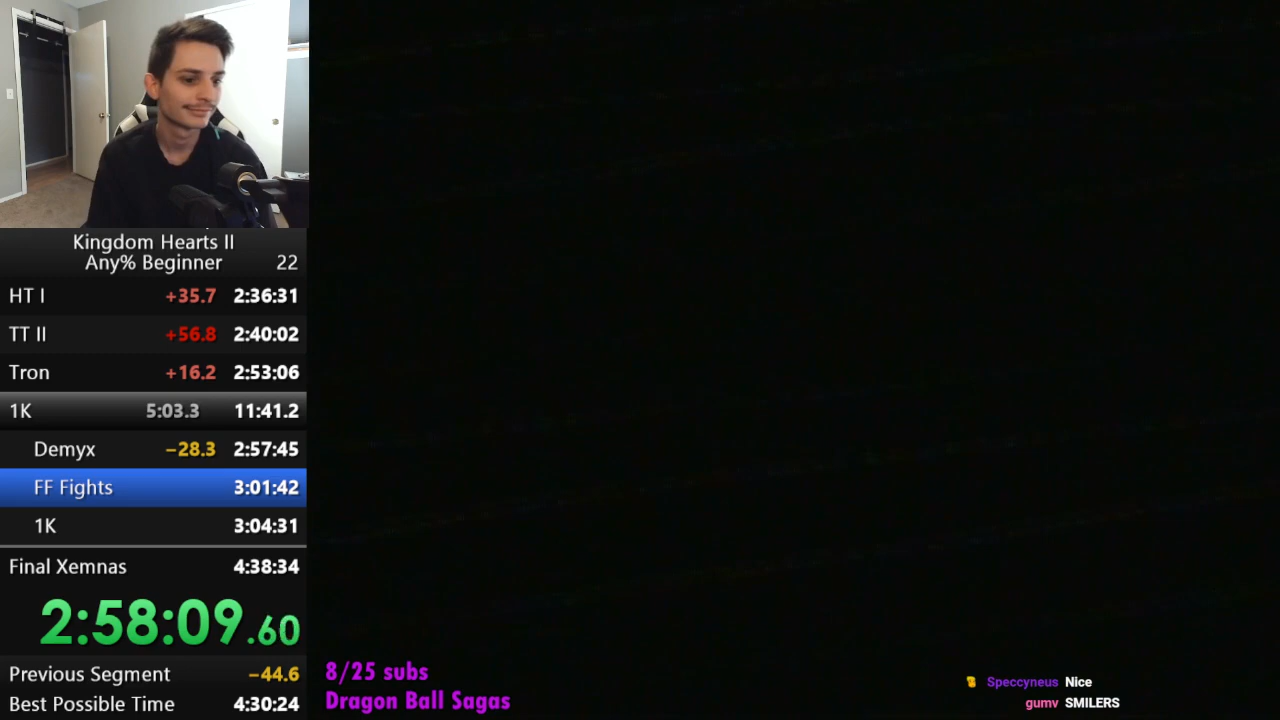 Kingdom Hearts II
Any% Beginner 22
HT I +35.7 2:36:31
TT II +56.8 2:40:02
Tron +16.2 2:53:06
1K 5:03.3 11:41.2
Demyx −28.3 2:57:45
FF Fights 3:01:42
1K 3:04:31
Final Xemnas 4:38:34
2:58:09.60
Previous Segment −44.6
Best Possible Time 4:30:24
8/25 subs
Dragon Ball Sagas
Speccyneus Nice
gumv SMILERS